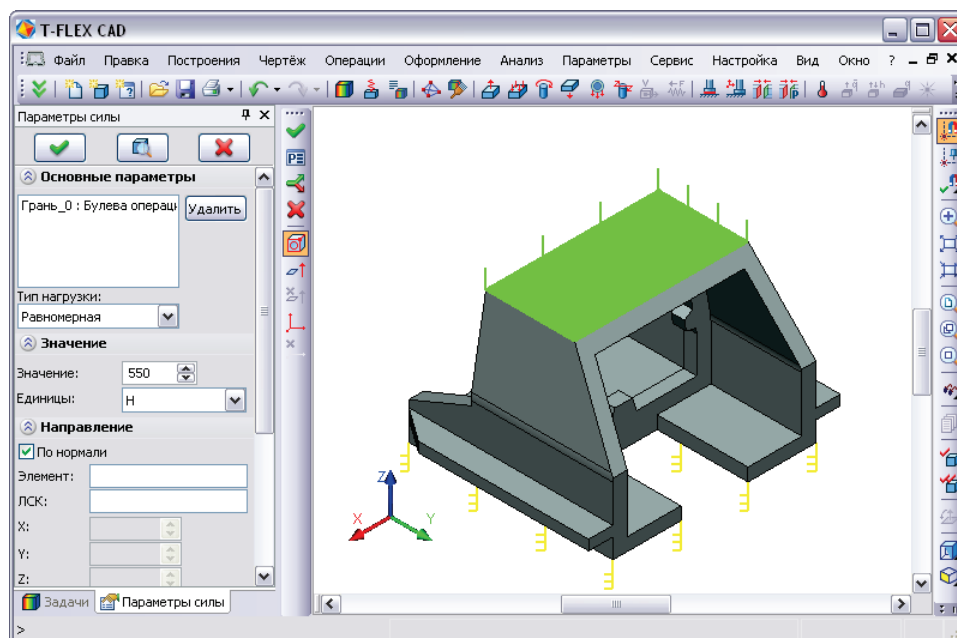 T-FLEX CAD
Файл Правка Построения Чертёж Операции Оформление Анализ Параметры Сервис Настройка Вид Окно ?
Параметры силы
Основные параметры
Грань_0 : Булева операци
Удалить
Тип нагрузки:
Равномерная
Значение
Значение: 550
Единицы: Н
Направление
По нормали
Элемент:
ЛСК:
X:
Y:
Z:
Задачи Параметры силы
>
Z
X Y